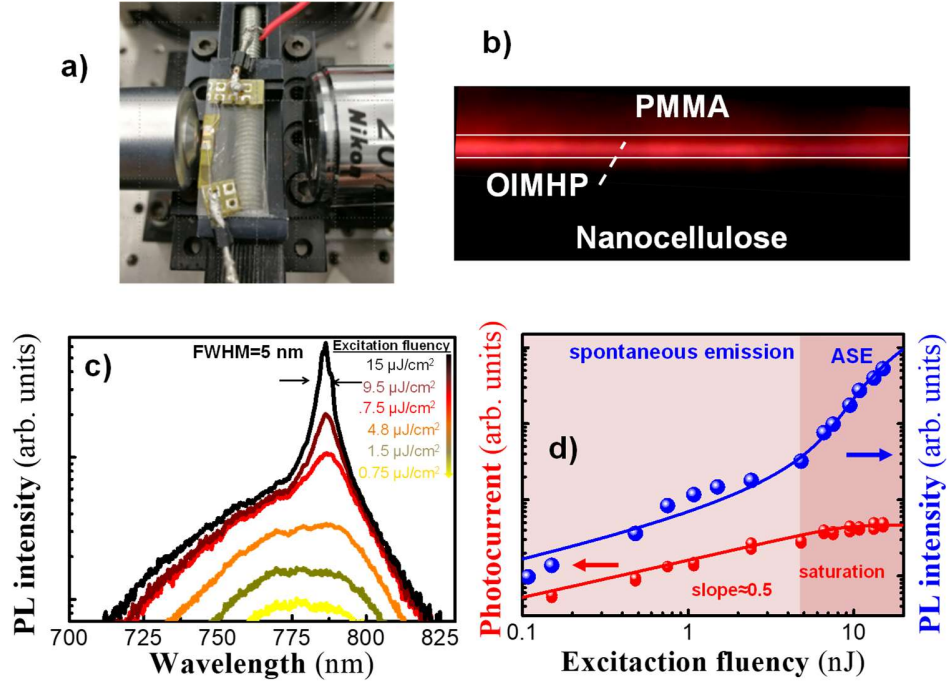 a)
20
Nikon
b)
PMMA
OIMHP
Nanocellulose
c)
PL intensity (arb. units)
FWHM=5 nm
Excitation fluency
15 µJ/cm²
9.5 µJ/cm²
.7.5 µJ/cm²
4.8 µJ/cm²
1.5 µJ/cm²
0.75 µJ/cm²
700 725 750 775 800 825
Wavelength (nm)
d)
Photocurrent (arb. units)
spontaneous emission
ASE
slope≈0.5
saturation
PL intensity (arb. units)
0.1 1 10
Excitaction fluency (nJ)